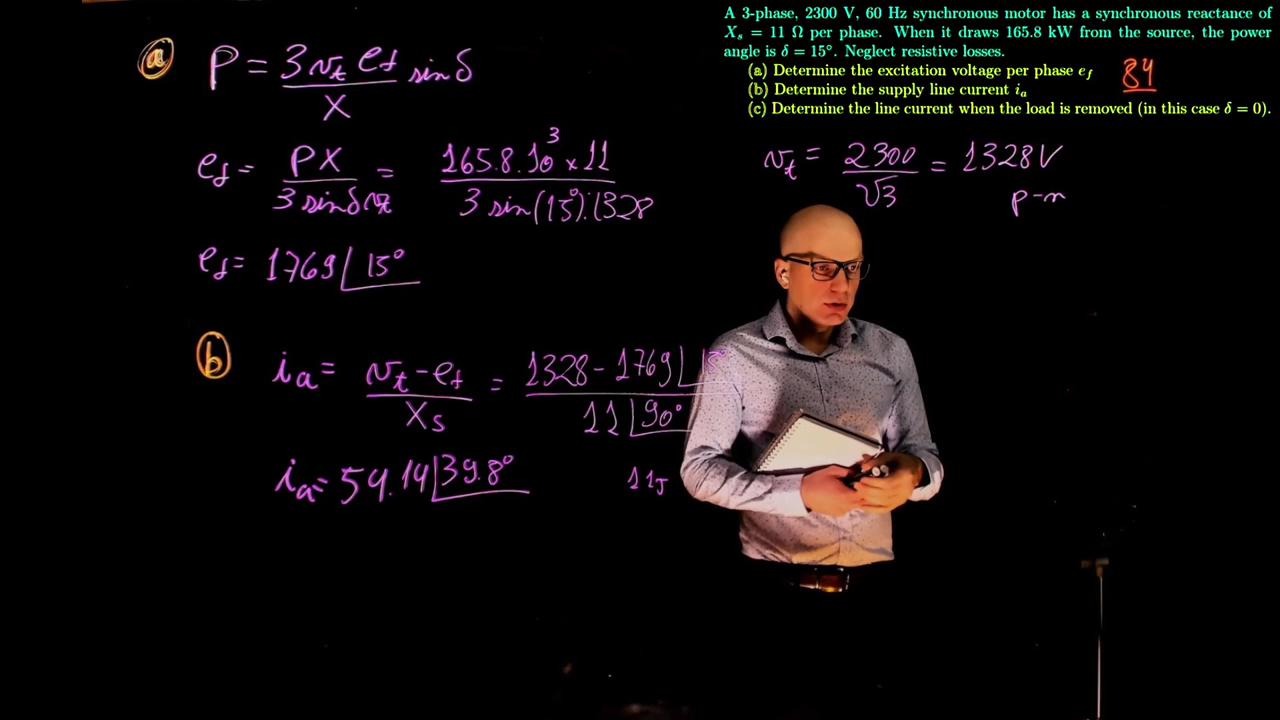 A 3-phase, 2300 V, 60 Hz synchronous motor has a synchronous reactance of
Xs = 11 Ω per phase. When it draws 165.8 kW from the source, the power
angle is δ = 15°. Neglect resistive losses.
(a) Determine the excitation voltage per phase ef
(b) Determine the supply line current ia
(c) Determine the line current when the load is removed (in this case δ = 0).
84
a P = 3 vt ef / X sin δ
vt = 2300 / √3 = 1328 V
p-n
ef = PX / 3 sin δ vt = 165.8·10³ × 11 / 3 sin(15°)·1328
ef = 1769∠15°
b ia = vt - ef / Xs = 1328 - 1769∠15° / 11∠90°
ia = 54.14∠39.8°
11J